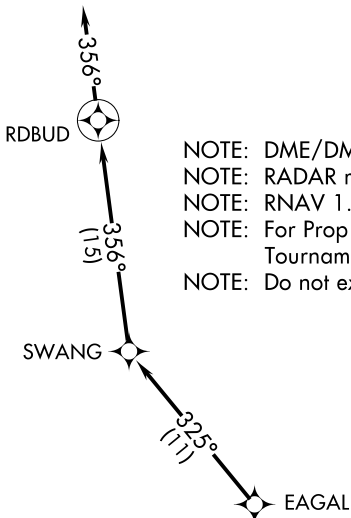 356°
RDBUD
NOTE: DME/DM
NOTE: RADAR
NOTE: RNAV 1.
NOTE: For Prop
Tournam
NOTE: Do not ex
356°
(15)
SWANG
325°
(11)
EAGAL